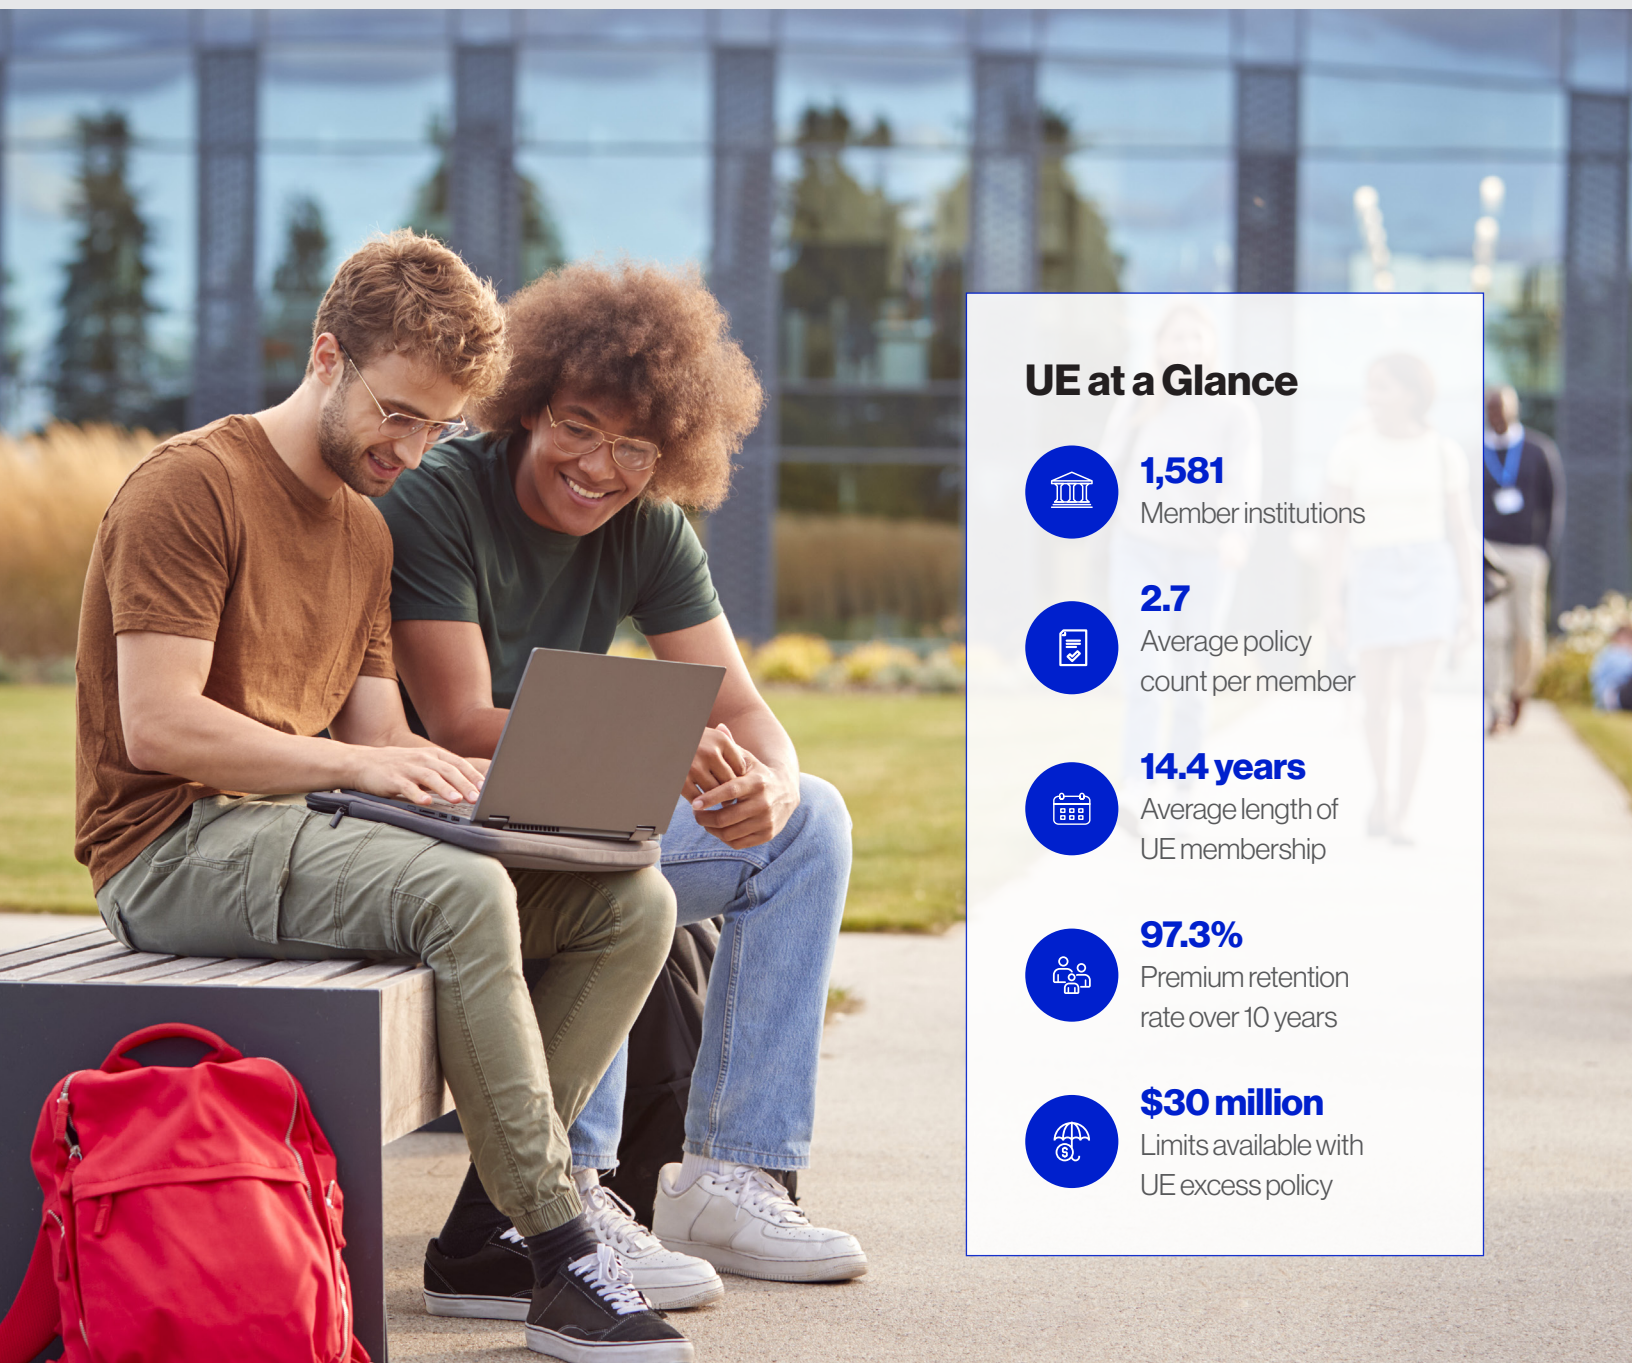 UE at a Glance
1,581
Member institutions
2.7
Average policy
count per member
14.4 years
Average length of
UE membership
97.3%
Premium retention
rate over 10 years
$30 million
Limits available with
UE excess policy